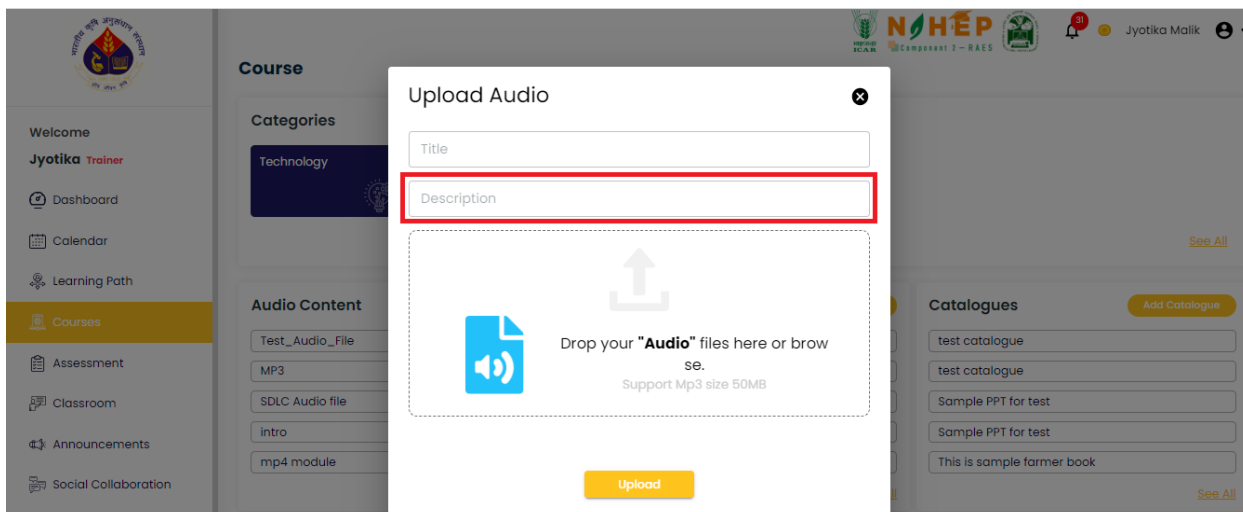 NAHEP
Component 2 - RAES
ICAR
31
Jyotika Malik
Course
Welcome
Jyotika Trainer
Dashboard
Calendar
Learning Path
Courses
Assessment
Classroom
Announcements
Social Collaboration
Categories
Technology
See All
Audio Content
Test_Audio_File
MP3
SDLC Audio file
intro
mp4 module
Upload Audio
Title
Description
Drop your "Audio" files here or brow
se.
Support Mp3 size 50MB
Upload
Catalogues
Add Catalogue
test catalogue
test catalogue
Sample PPT for test
Sample PPT for test
This is sample farmer book
See All